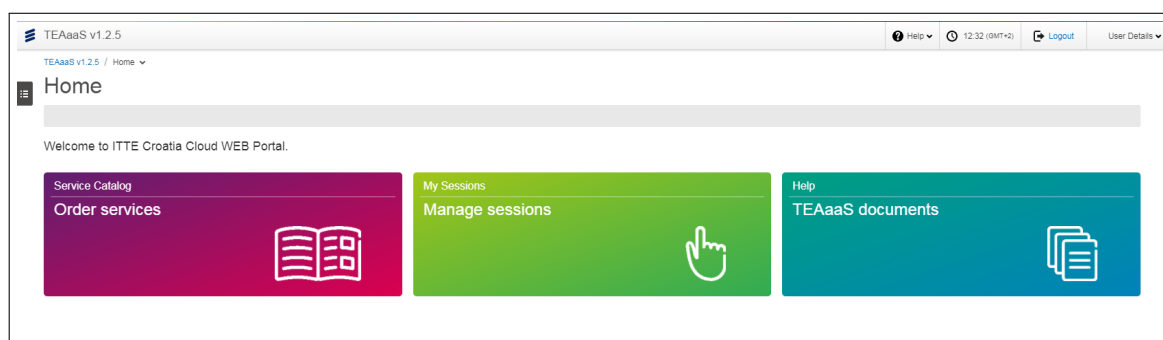 TEAaaS v1.2.5
Help
12:32 (GMT+2)
Logout
User Details
TEAaaS v1.2.5 / Home
Home
Welcome to ITTE Croatia Cloud WEB Portal.
Service Catalog
Order services
My Sessions
Manage sessions
Help
TEAaaS documents